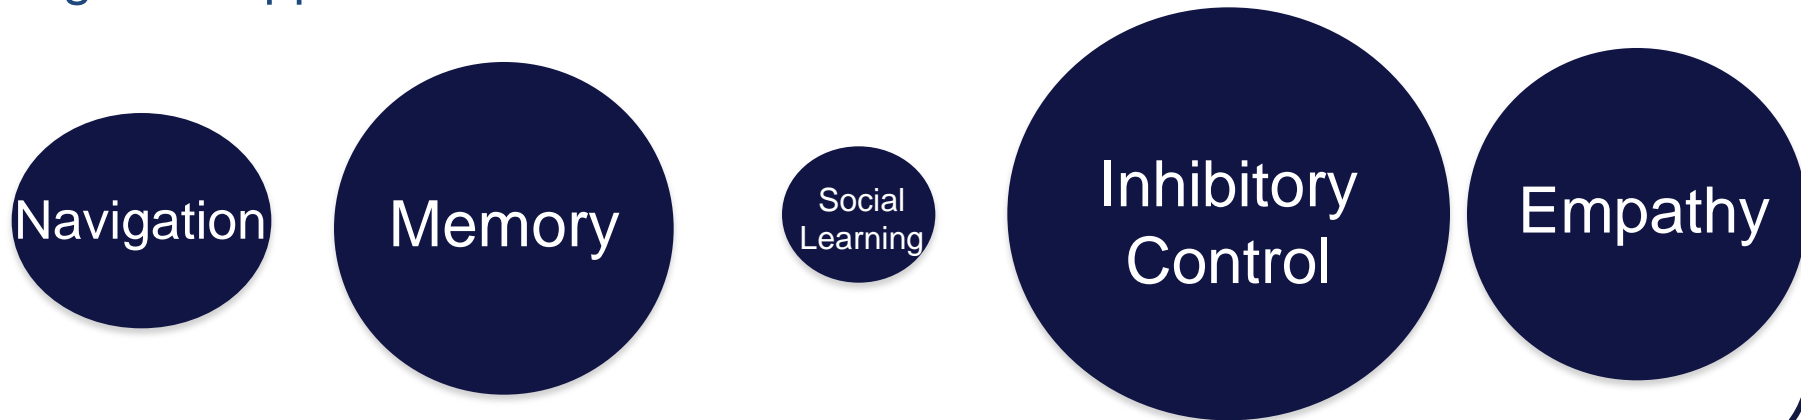 Navigation
Memory
Social
Learning
Inhibitory
Control
Empathy